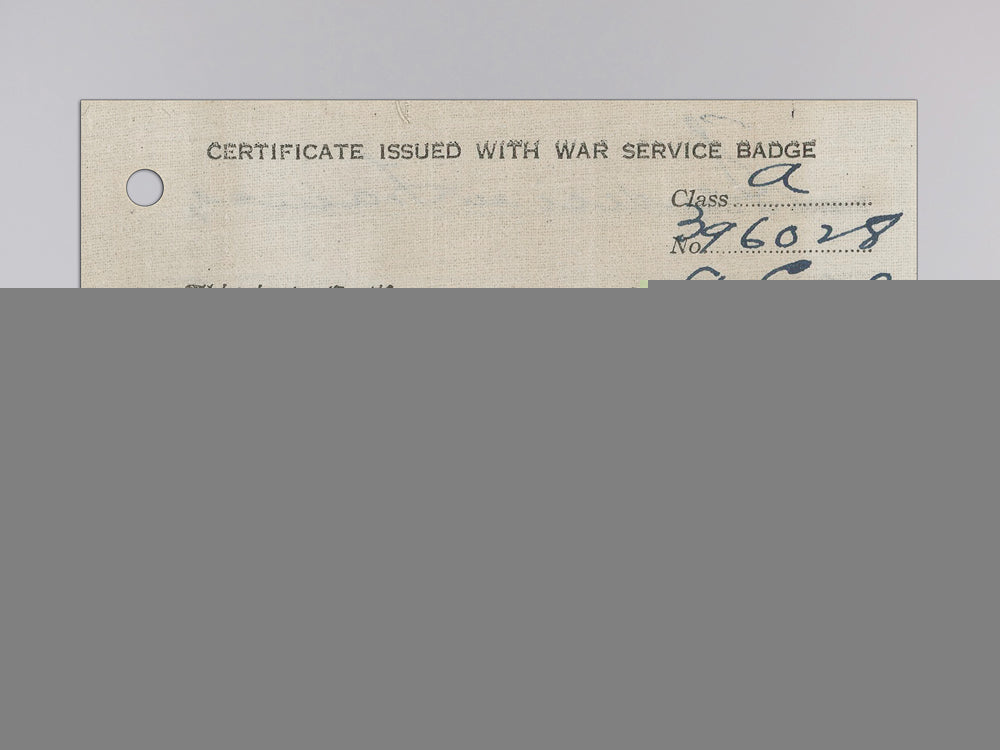 CERTIFICATE ISSUED WITH WAR SERVICE BADGE
Class a
No. 396028